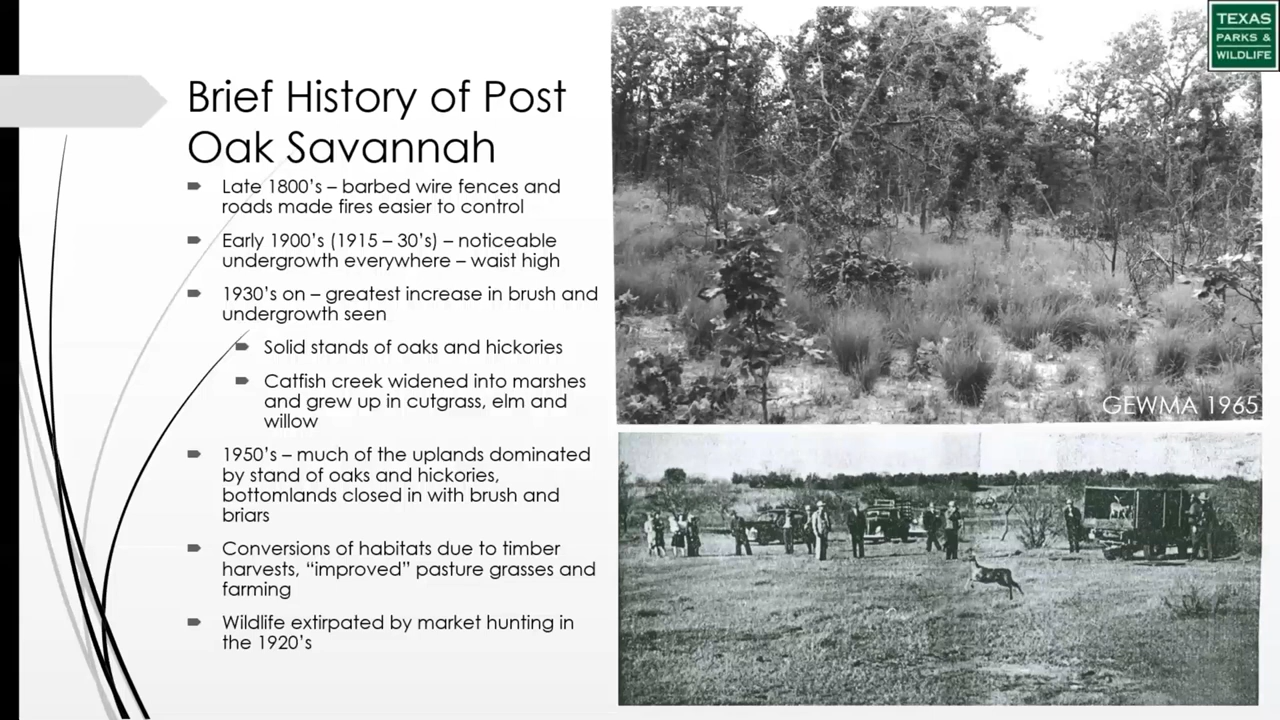 TEXAS
PARKS &
WILDLIFE
Brief History of Post
Oak Savannah
Late 1800’s – barbed wire fences and
roads made fires easier to control
Early 1900’s (1915 – 30’s) – noticeable
undergrowth everywhere – waist high
1930’s on – greatest increase in brush and
undergrowth seen
Solid stands of oaks and hickories
Catfish creek widened into marshes
and grew up in cutgrass, elm and
willow
1950’s – much of the uplands dominated
by stand of oaks and hickories,
bottomlands closed in with brush and
briars
Conversions of habitats due to timber
harvests, “improved” pasture grasses and
farming
Wildlife extirpated by market hunting in
the 1920’s
GEWMA 1965